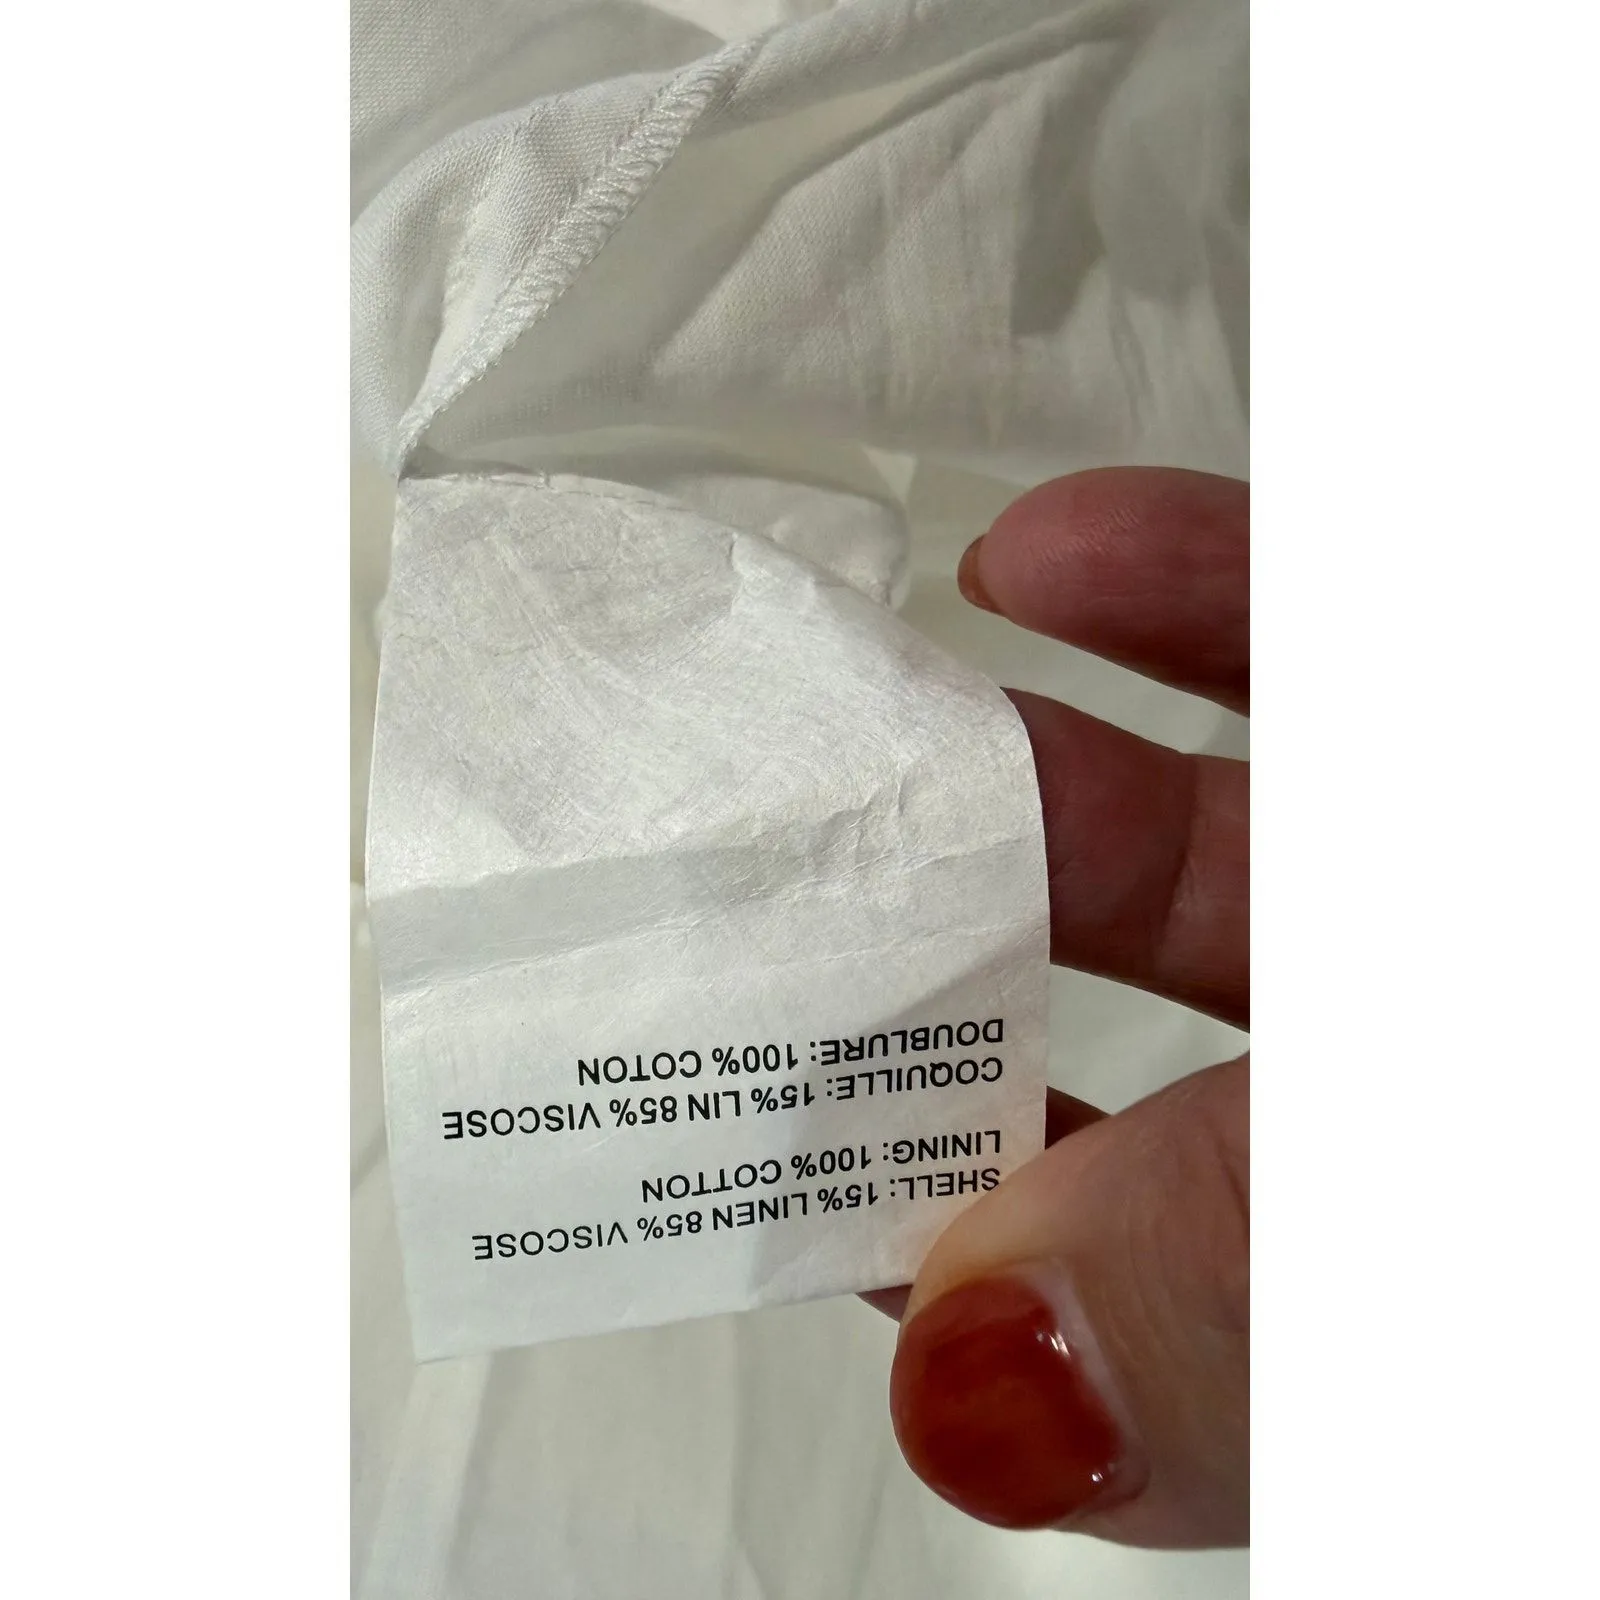 SHELL: 15% LINEN 85% VISCOSE
LINING: 100% COTTON
COQUILLE: 15% LIN 85% VISCOSE
DOUBLURE: 100% COTON